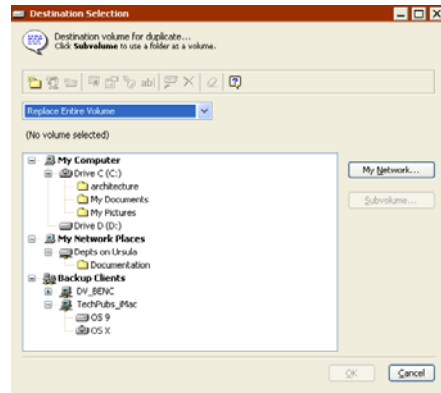 Destination Selection
Destination volume for duplicate...
Click Subvolume to use a folder as a volume.
ab|
Replace Entire Volume
(No volume selected)
My Computer
Drive C (C:)
architecture
My Documents
My Pictures
Drive D (D:)
My Network Places
Depts on Ursula
Documentation
Backup Clients
DV_BENC
TechPubs_iMac
OS 9
OS X
My Network...
Subvolume...
OK
Cancel